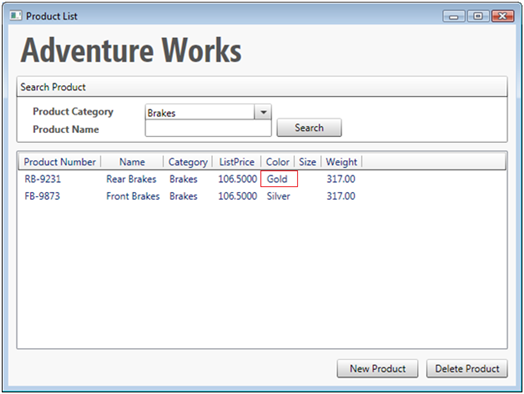 Product List
Adventure Works
Search Product
Product Category Brakes
Product Name
Search
Product Number Name Category ListPrice Color Size Weight
RB-9231 Rear Brakes Brakes 106.5000 Gold 317.00
FB-9873 Front Brakes Brakes 106.5000 Silver 317.00
New Product Delete Product